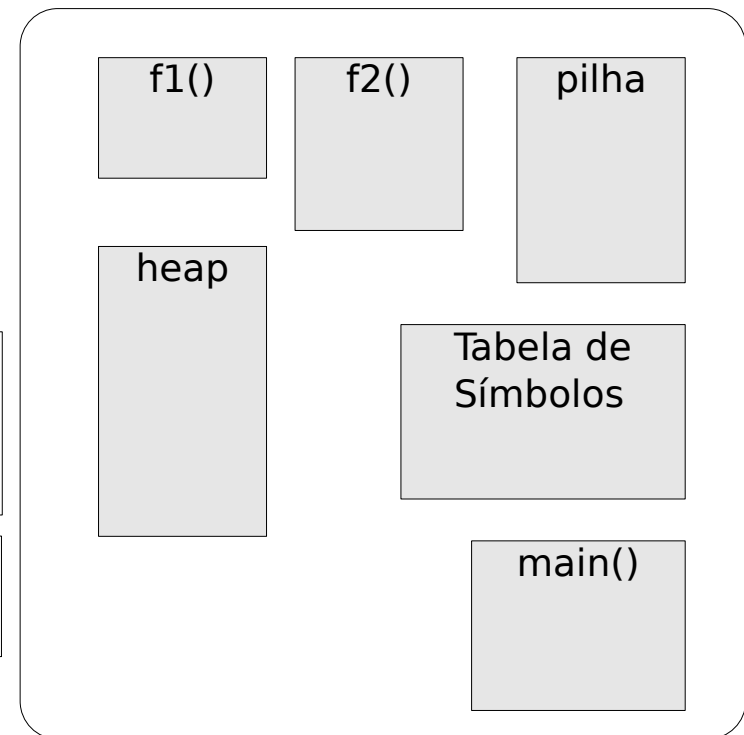 f1()
f2()
pilha
heap
Tabela de
Símbolos
main()